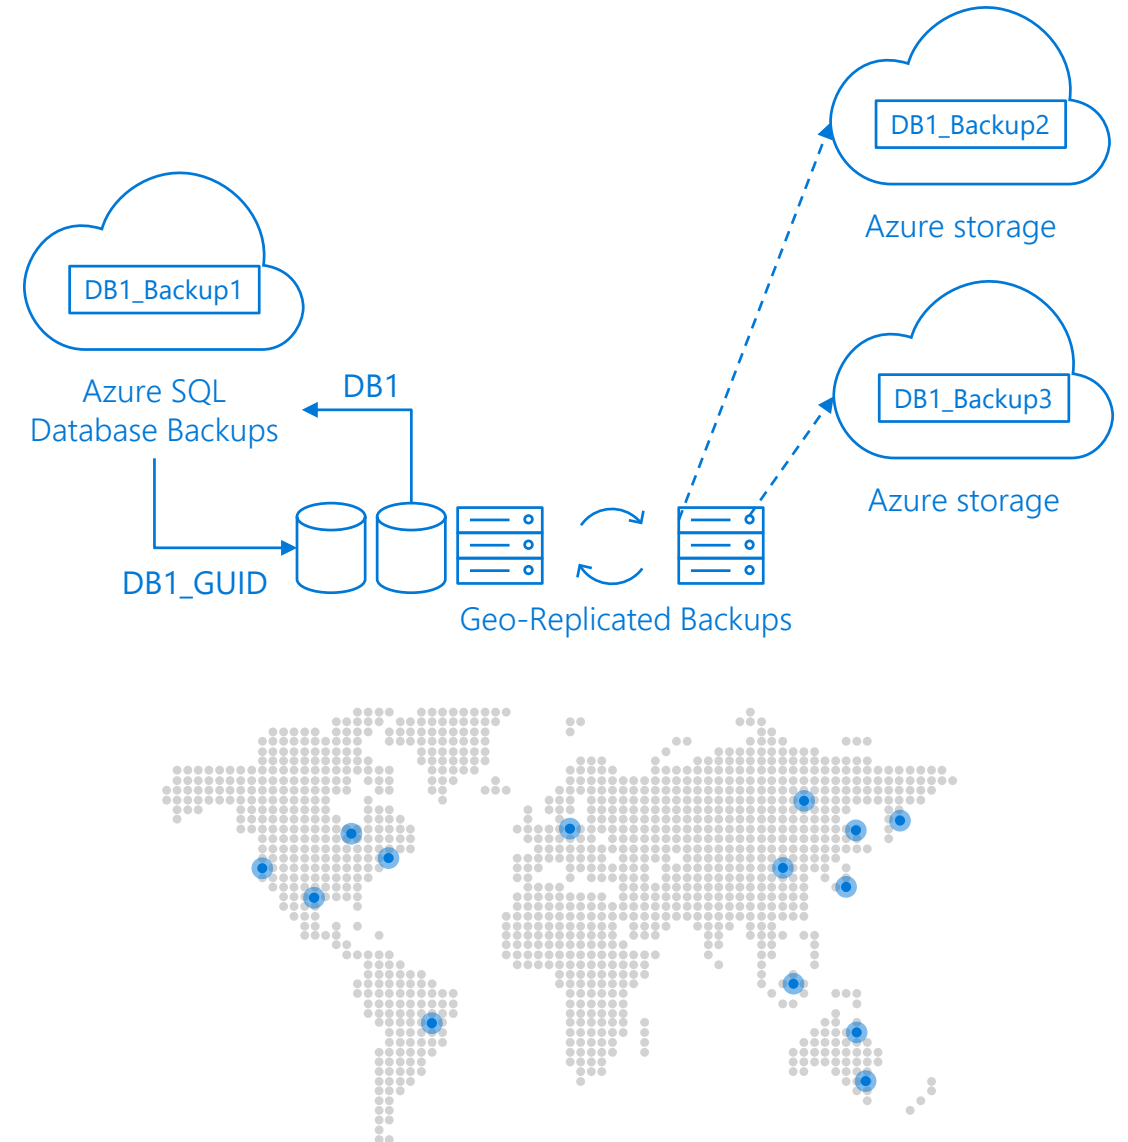 DB1_Backup2
Azure storage
DB1_Backup1
Azure SQL
Database Backups
DB1
DB1_Backup3
Azure storage
DB1_GUID
Geo-Replicated Backups